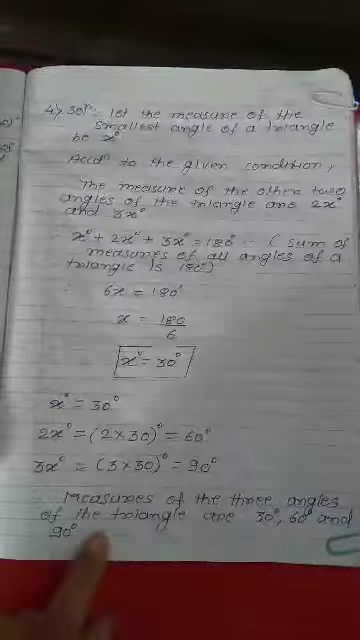 4) Solⁿ:- Let the measure of the
smallest angle of a triangle
be x°
Accdⁿ to the given condition,
The measure of the other two
angles of the triangle are 2x°
and 3x°
∴ x° + 2x° + 3x° = 180° - ( sum of
measures of all angles of a
triangle is 180°)
∴ 6x = 180°
x = 180/6
x° = 30°
x° = 30°
2x° = (2×30)° = 60°
3x° = (3×30)° = 90°
Measures of the three angles
of the triangle are 30°, 60° and
90°